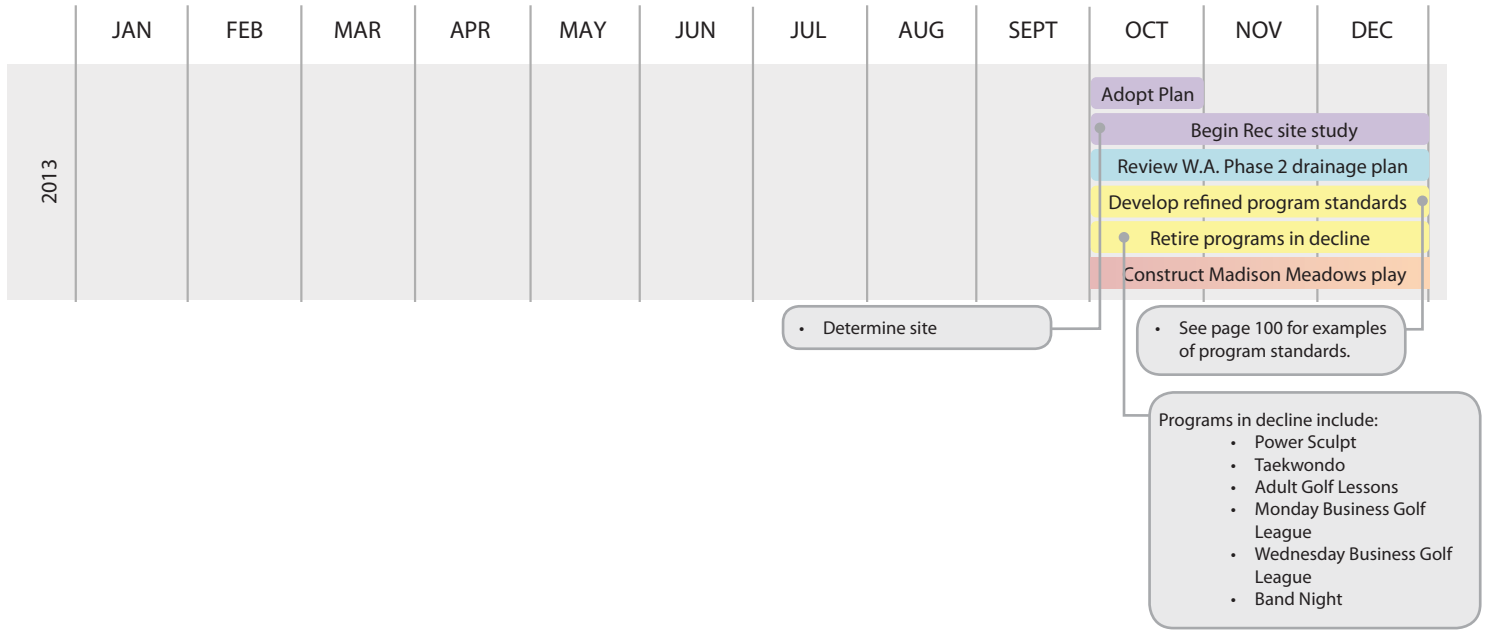 JAN FEB MAR APR MAY JUN JUL AUG SEPT OCT NOV DEC
2013
Adopt Plan
Begin Rec site study
Review W.A. Phase 2 drainage plan
Develop refined program standards
Retire programs in decline
Construct Madison Meadows play
• Determine site
• See page 100 for examples
of program standards.
Programs in decline include:
• Power Sculpt
• Taekwondo
• Adult Golf Lessons
• Monday Business Golf
League
• Wednesday Business Golf
League
• Band Night